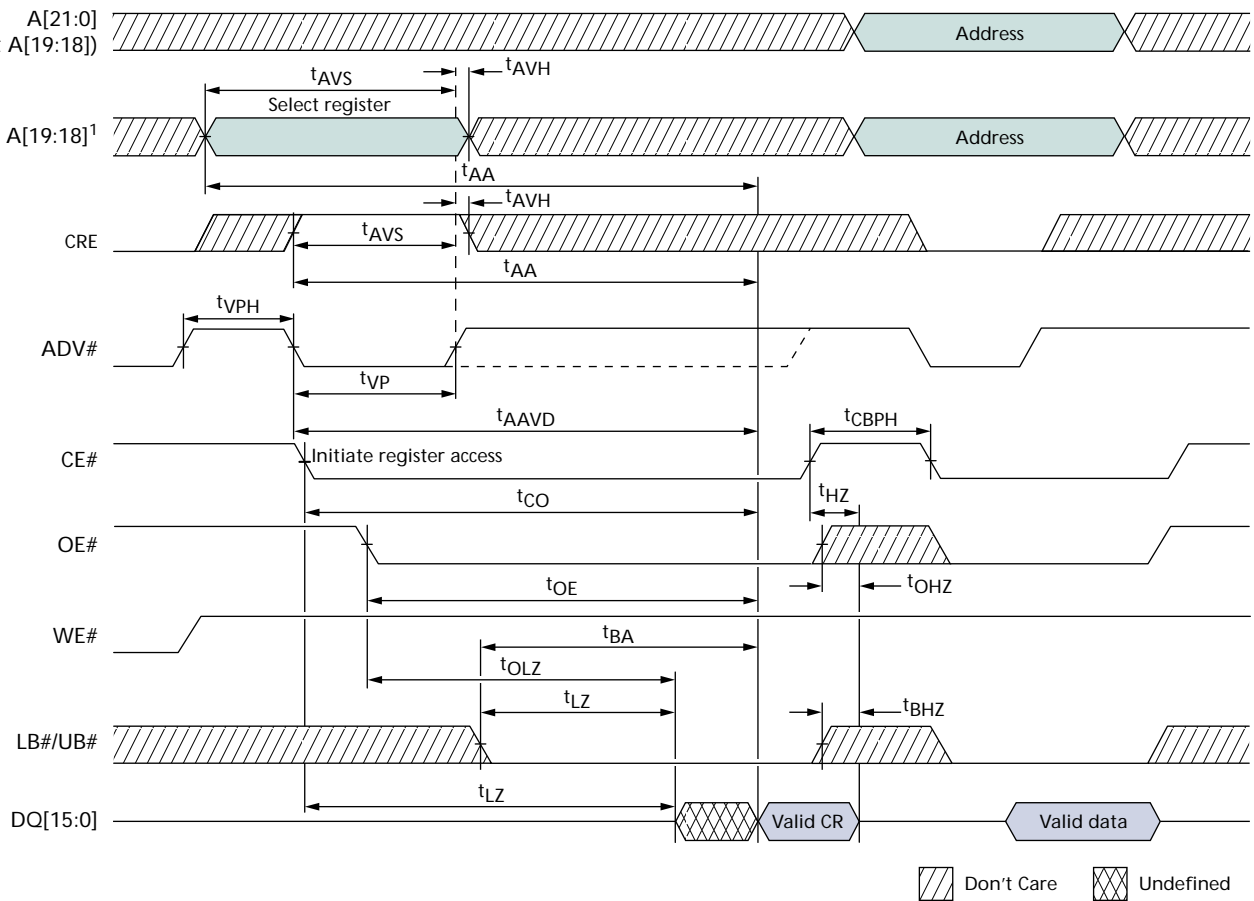 A[21:0]
A[19:18])
Address
tAVS
tAVH
Select register
A[19:18]1
Address
tAA
tAVH
CRE
tAVS
tAA
tVPH
ADV#
tVP
tAAVD
tCBPH
CE#
Initiate register access
tCO
tHZ
OE#
tOE
tOHZ
WE#
tBA
tOLZ
tLZ
tBHZ
LB#/UB#
tLZ
DQ[15:0]
Valid CR
Valid data
Don't Care
Undefined